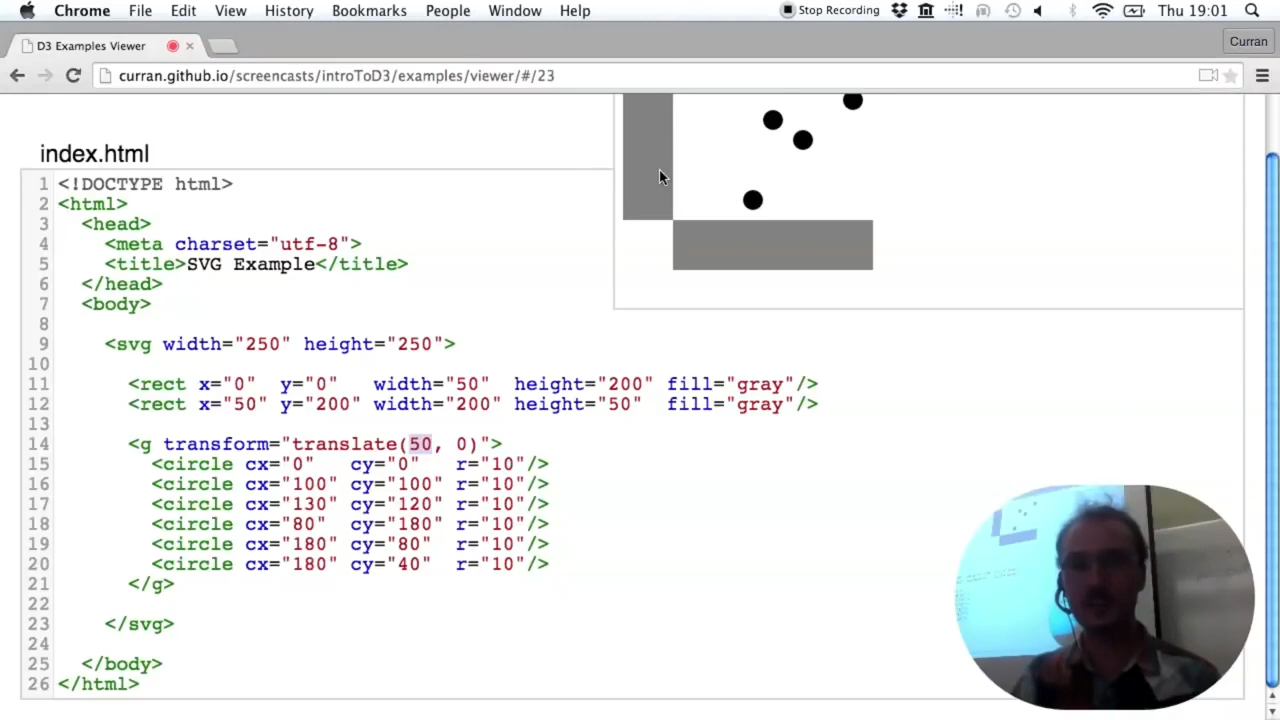 Chrome File Edit View History Bookmarks People Window Help Stop Recording Thu 19:01
D3 Examples Viewer Curran
curran.github.io/screencasts/introToD3/examples/viewer/#/23
index.html
1 <!DOCTYPE html>
2 <html>
3 <head>
4 <meta charset="utf-8">
5 <title>SVG Example</title>
6 </head>
7 <body>
8
9 <svg width="250" height="250">
10
11 <rect x="0" y="0" width="50" height="200" fill="gray"/>
12 <rect x="50" y="200" width="200" height="50" fill="gray"/>
13
14 <g transform="translate(50, 0)">
15 <circle cx="0" cy="0" r="10"/>
16 <circle cx="100" cy="100" r="10"/>
17 <circle cx="130" cy="120" r="10"/>
18 <circle cx="80" cy="180" r="10"/>
19 <circle cx="180" cy="80" r="10"/>
20 <circle cx="180" cy="40" r="10"/>
21 </g>
22
23 </svg>
24
25 </body>
26 </html>